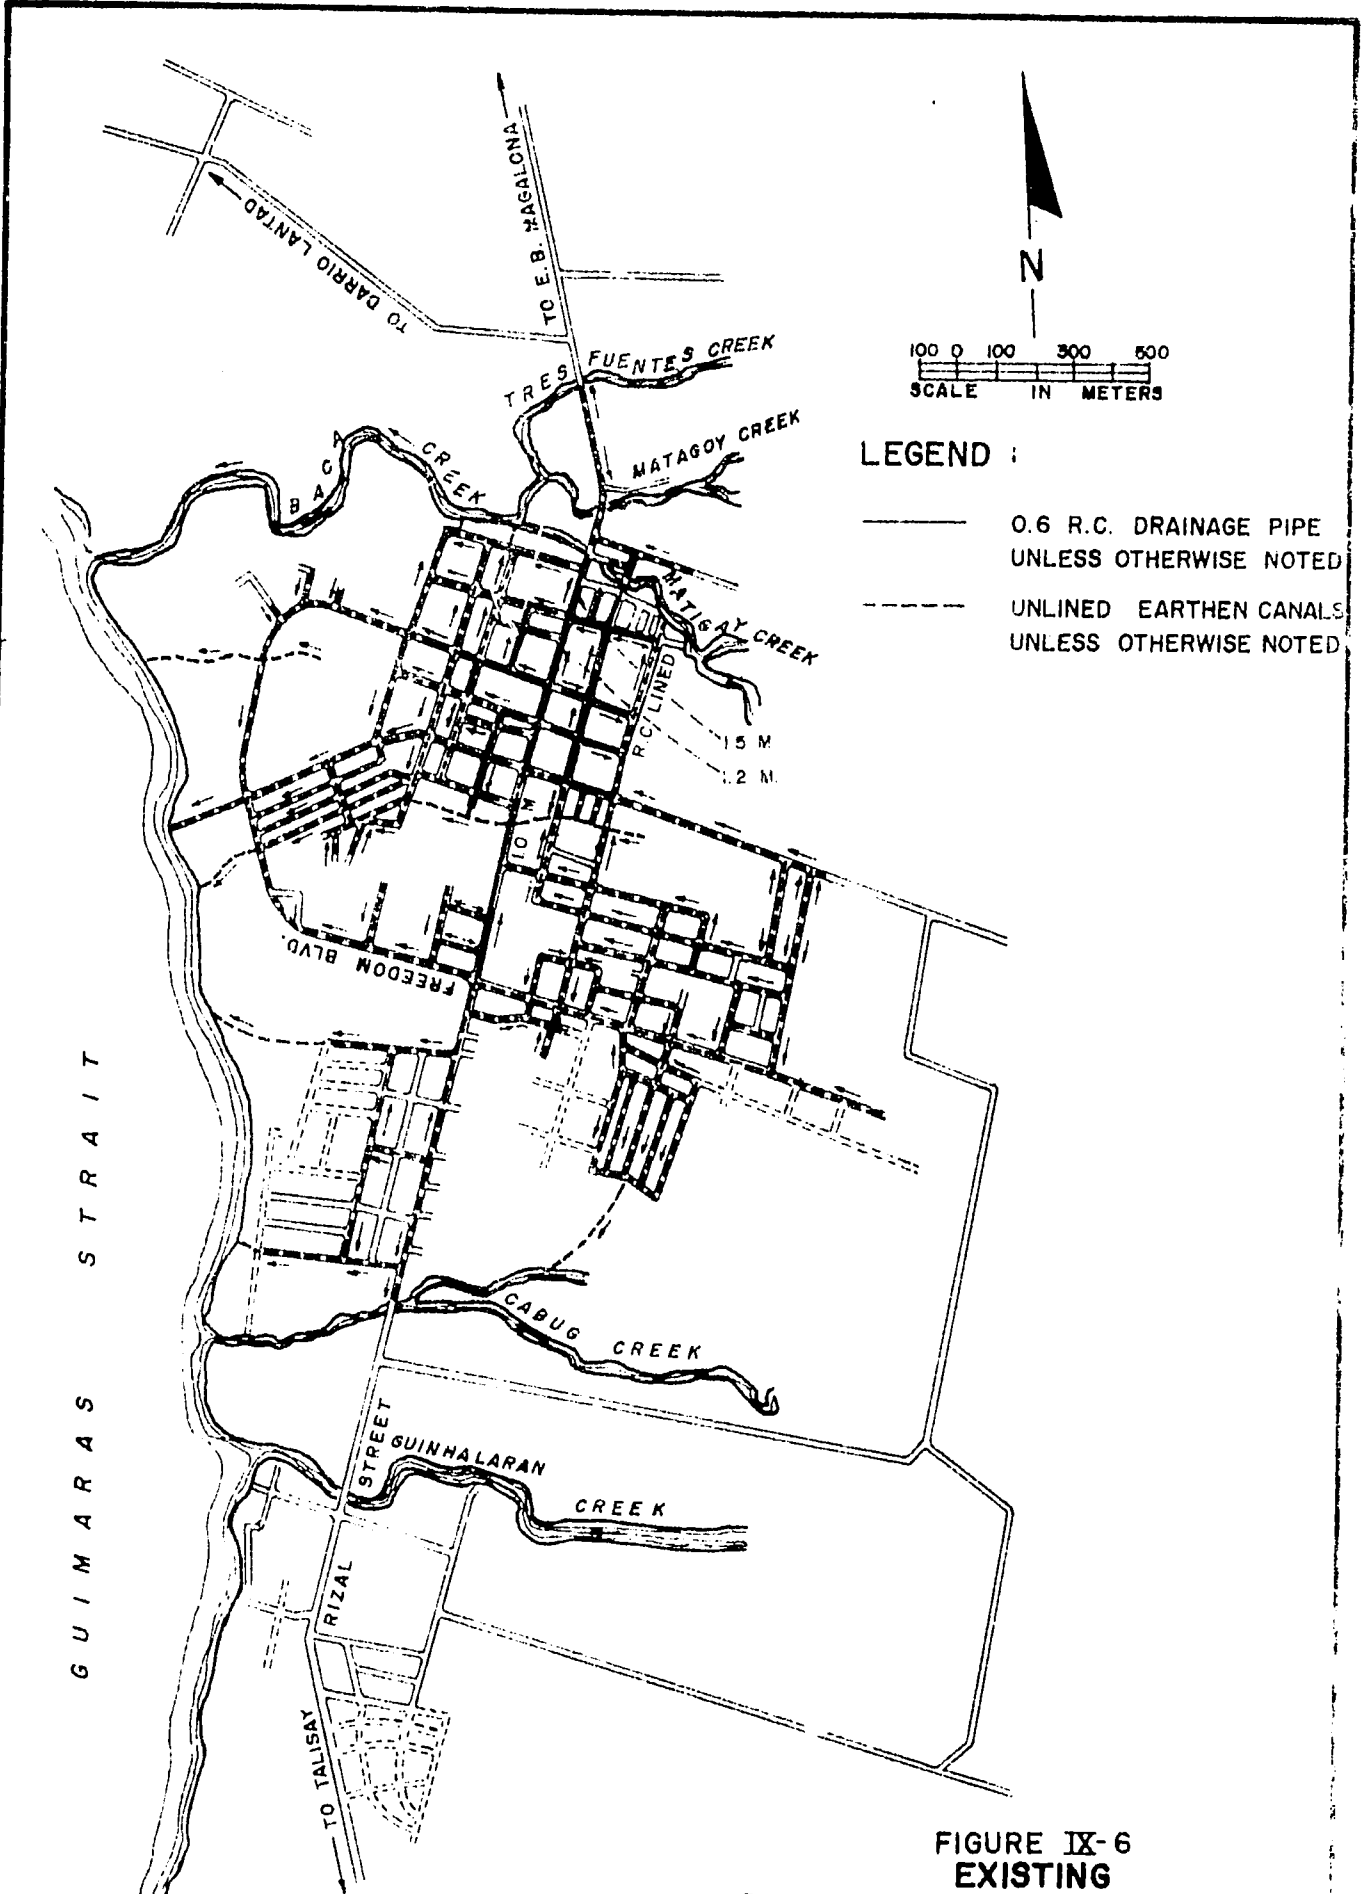 TO E.B. MAGALONA
TO BARRIO LANTAD
N
100 0 100 300 500
SCALE IN METERS
TRES FUENTES CREEK
MATAGOY CREEK
BACA CREEK
LEGEND :
0.6 R.C. DRAINAGE PIPE
UNLESS OTHERWISE NOTED
UNLINED EARTHEN CANALS
UNLESS OTHERWISE NOTED
MATIGAY CREEK
R.C. LINED
1.5 M
1.2 M.
1.0 M
FREEDOM BLVD.
GUIMARAS STRAIT
CABUG CREEK
GUINHALARAN
CREEK
RIZAL STREET
TO TALISAY
FIGURE IX-6
EXISTING